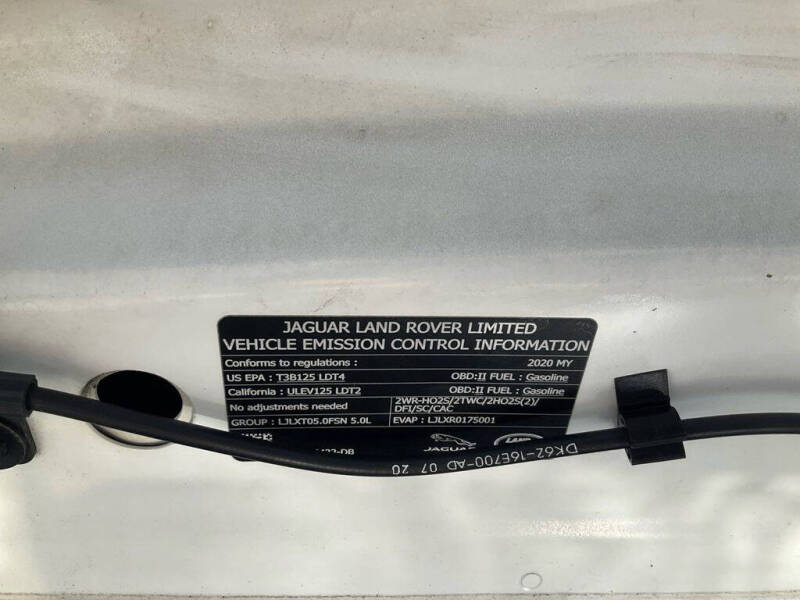 JAGUAR LAND ROVER LIMITED
VEHICLE EMISSION CONTROL INFORMATION
Conforms to regulations : 2020 MY
US EPA : T3B125 LDT4 OBD:II FUEL : Gasoline
California : ULEV125 LDT2 OBD:II FUEL : Gasoline
No adjustments needed 2WR-HO2S/2TWC/2HO2S(2)/
DFI/SC/CAC
GROUP : LJLXT05.0FSN 5.0L EVAP : LJLXR0175001
JAGUAR
LAND
DK62-16E700-AD 07 20